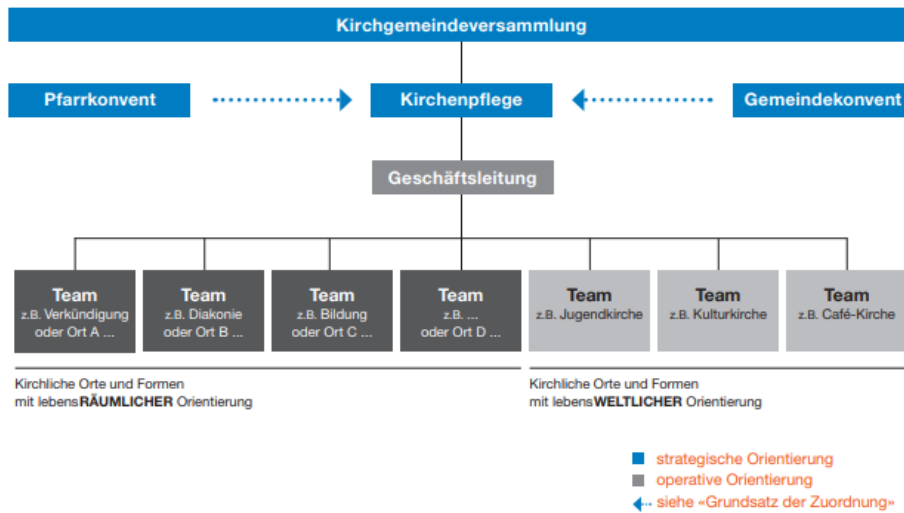 Kirchgemeindeversammlung
Pfarrkonvent
Kirchenpflege
Gemeindekonvent
Geschäftsleitung
Team
z.B. Verkündigung
oder Ort A ...
Team
z.B. Diakonie
oder Ort B ...
Team
z.B. Bildung
oder Ort C ...
Team
z.B. ...
oder Ort D ...
Team
z.B. Jugendkirche
Team
z.B. Kulturkirche
Team
z.B. Café-Kirche
Kirchliche Orte und Formen
mit lebensRÄUMLICHER Orientierung
Kirchliche Orte und Formen
mit lebensWELTLICHER Orientierung
strategische Orientierung
operative Orientierung
siehe «Grundsatz der Zuordnung»